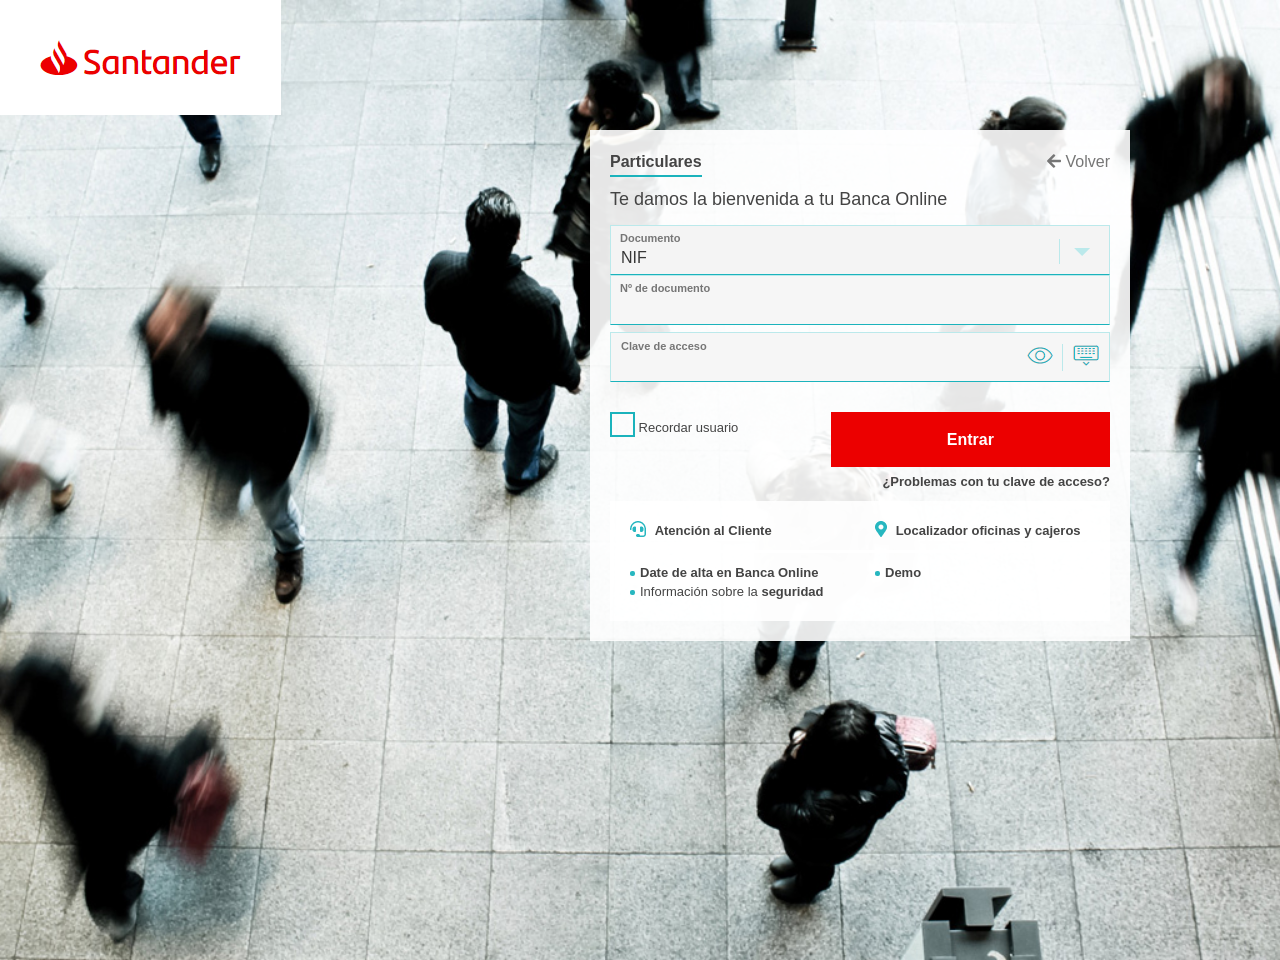 Santander
Particulares
Volver
Te damos la bienvenida a tu Banca Online
Documento
NIF
Nº de documento
Clave de acceso
Recordar usuario
Entrar
¿Problemas con tu clave de acceso?
Atención al Cliente
Localizador oficinas y cajeros
Date de alta en Banca Online
Demo
Información sobre la seguridad